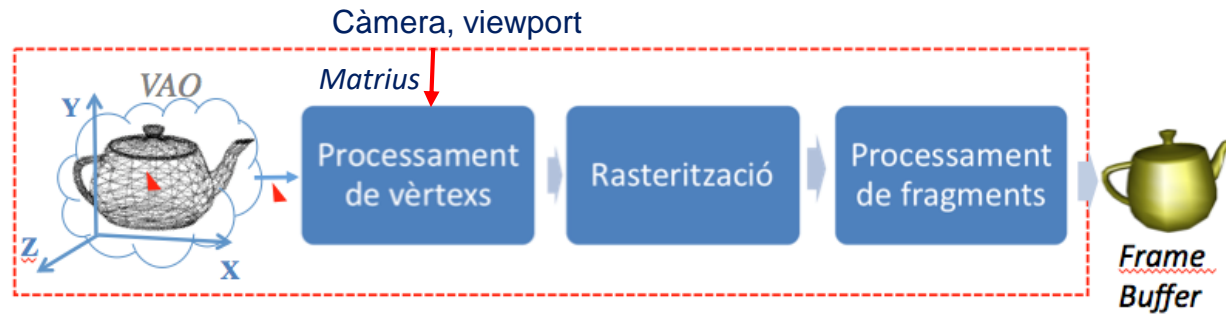 Càmera, viewport
VAO
Matrius
Y
Z
X
Processament
de vèrtexs
Rasterització
Processament
de fragments
Frame
Buffer